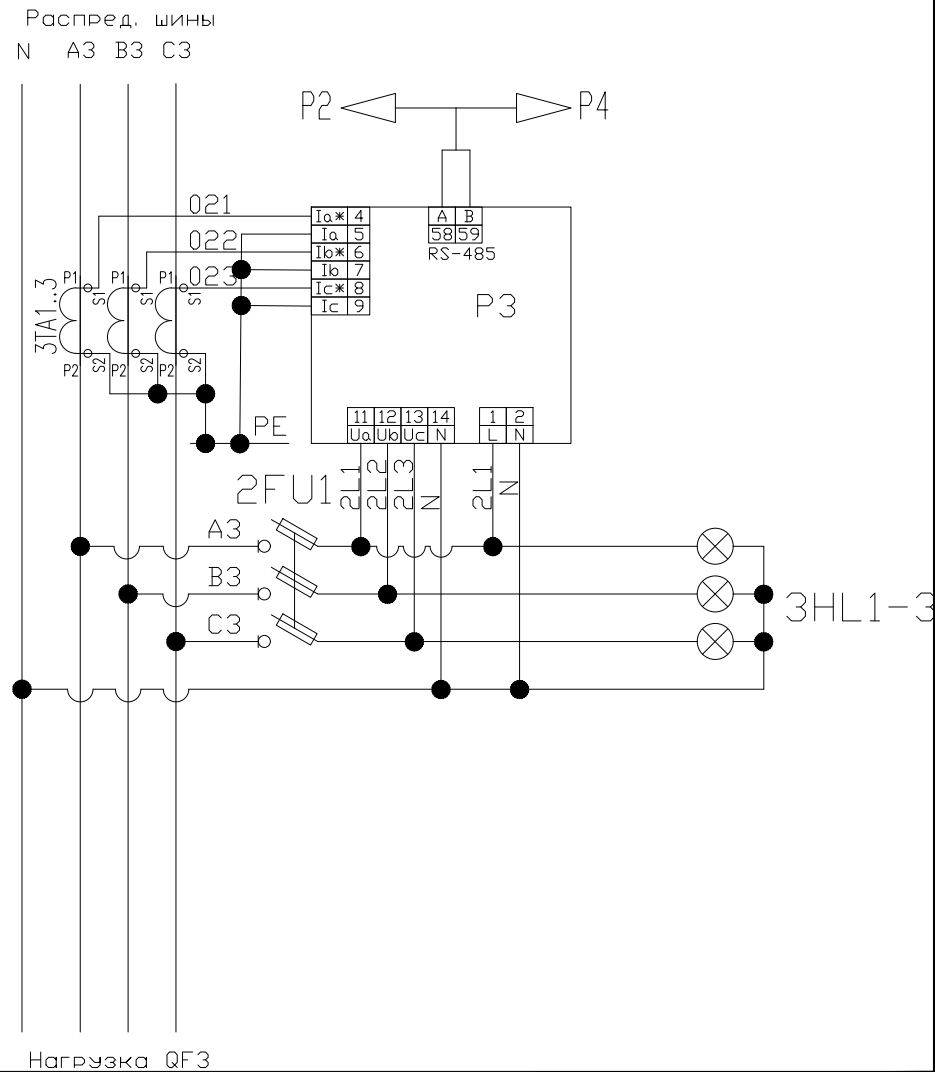 Распред. шины
N A3 B3 C3
P2 P4
021
022
023
Ia* 4
Ia 5
Ib* 6
Ib 7
Ic* 8
Ic 9
A B
58 59
RS-485
P3
P1 P1 P1
S1 S1 S1
3TA1..3
P2 P2 P2
S2 S2 S2
PE
11 12 13 14
Ua Ub Uc N
1 2
L N
2L1 2L2 2L3 N
2L1 N
2FU1
A3
B3
C3
3HL1-3
Нагрузка QF3